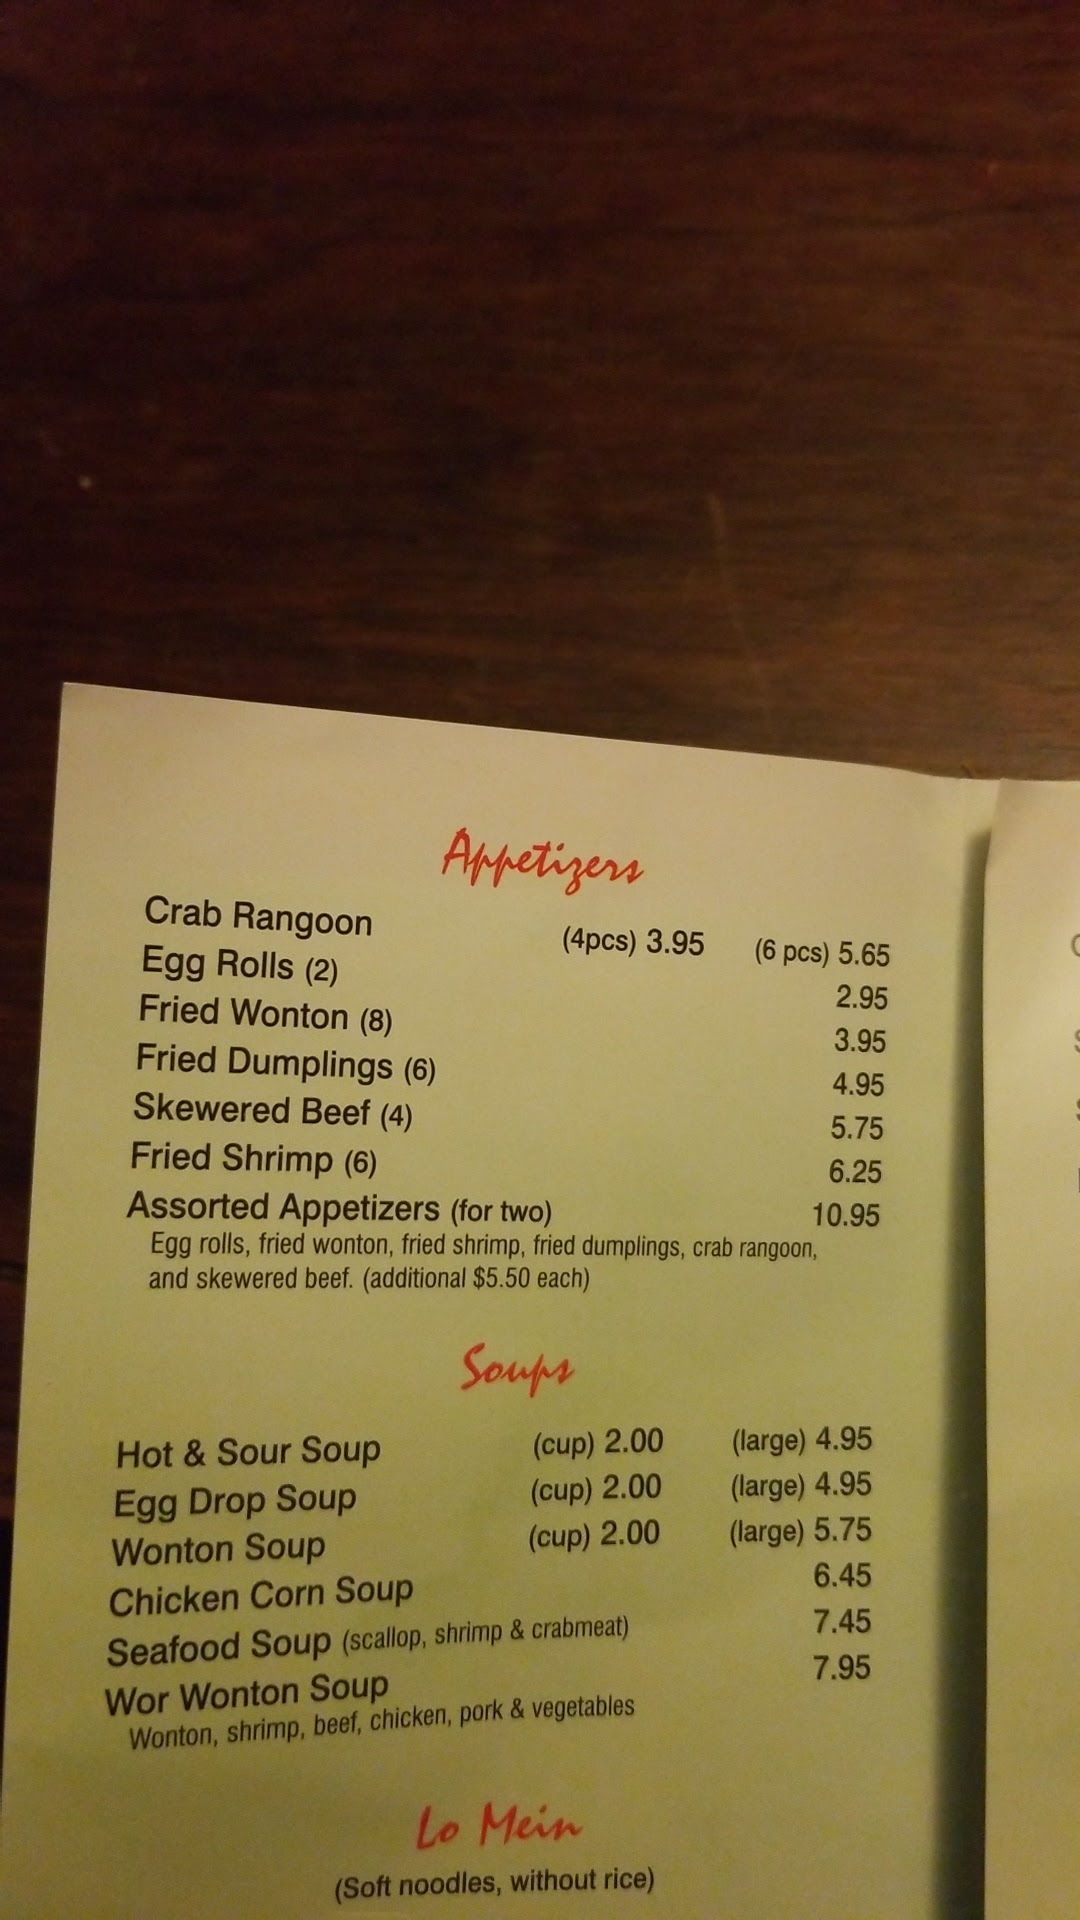 Appetizers
Crab Rangoon (4pcs) 3.95 (6 pcs) 5.65
Egg Rolls (2) 2.95
Fried Wonton (8) 3.95
Fried Dumplings (6) 4.95
Skewered Beef (4) 5.75
Fried Shrimp (6) 6.25
Assorted Appetizers (for two) 10.95
Egg rolls, fried wonton, fried shrimp, fried dumplings, crab rangoon,
and skewered beef. (additional $5.50 each)
Soups
Hot & Sour Soup (cup) 2.00 (large) 4.95
Egg Drop Soup (cup) 2.00 (large) 4.95
Wonton Soup (cup) 2.00 (large) 5.75
Chicken Corn Soup 6.45
Seafood Soup (scallop, shrimp & crabmeat) 7.45
Wor Wonton Soup 7.95
Wonton, shrimp, beef, chicken, pork & vegetables
Lo Mein
(Soft noodles, without rice)